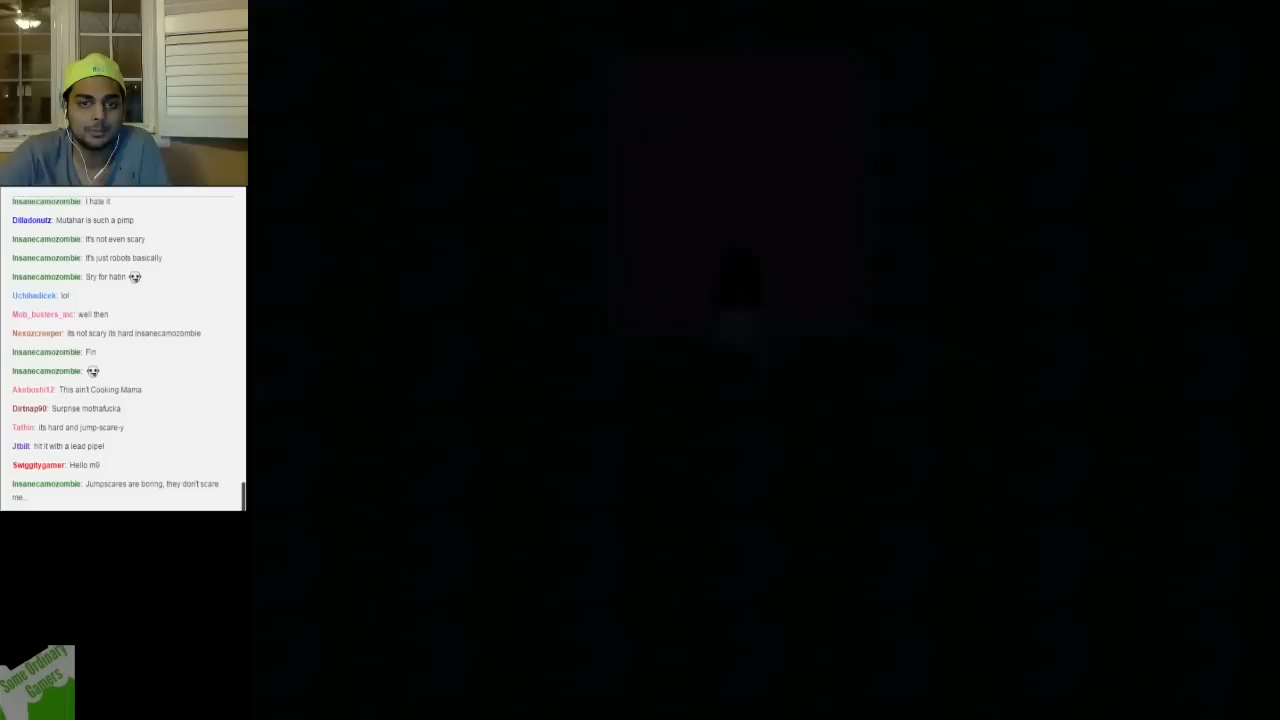 Insanecamozombie: I hate it
Dilladonutz: Mutahar is such a pimp
Insanecamozombie: It's not even scary
Insanecamozombie: It's just robots basically
Insanecamozombie: Sry for hatin
Uchihadicek: lol
Mob_busters_inc: well then
Nexuzcreeper: its not scary its hard insanecamozombie
Insanecamozombie: Fin
Insanecamozombie:
Akeboshi12: This ain't Cooking Mama
Dirtnap90: Surprise mothafucka
Tathin: its hard and jump-scare-y
Jtbill: hit it with a lead pipe!
Swiggitygamer: Hello m9
Insanecamozombie: Jumpscares are boring, they don't scare
me...
Some Ordinary
Gamers